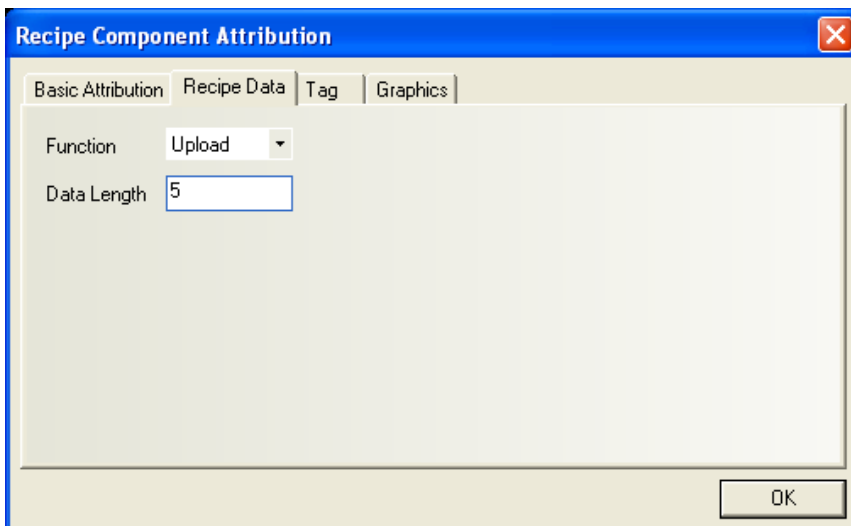 Recipe Component Attribution
Basic Attribution Recipe Data Tag Graphics
Function Upload
Data Length 5
OK